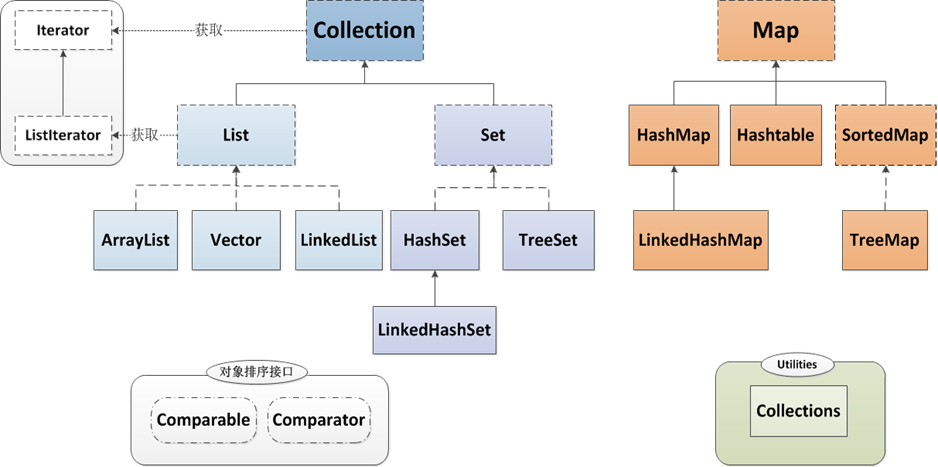 Iterator
获取
Collection
Map
ListIterator
获取
List
Set
HashMap
Hashtable
SortedMap
ArrayList
Vector
LinkedList
HashSet
TreeSet
LinkedHashMap
TreeMap
LinkedHashSet
对象排序接口
Comparable
Comparator
Utilities
Collections